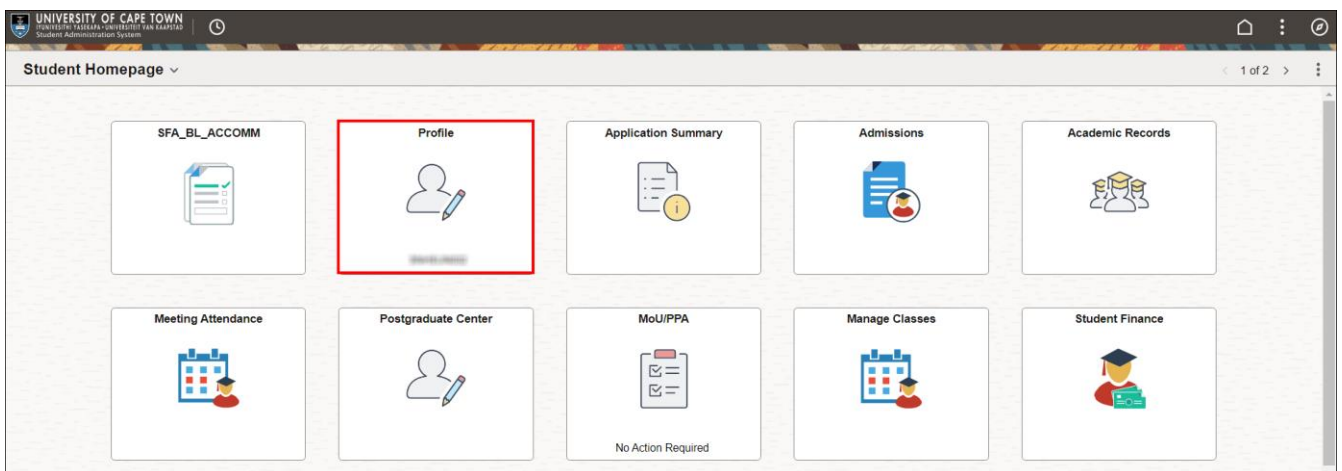 UNIVERSITY OF CAPE TOWN
IYUNIVESITHI YASEKAPA • UNIVERSITEIT VAN KAAPSTAD
Student Administration System
Student Homepage
1 of 2
SFA_BL_ACCOMM
Profile
Application Summary
Admissions
Academic Records
Meeting Attendance
Postgraduate Center
MoU/PPA
Manage Classes
Student Finance
No Action Required